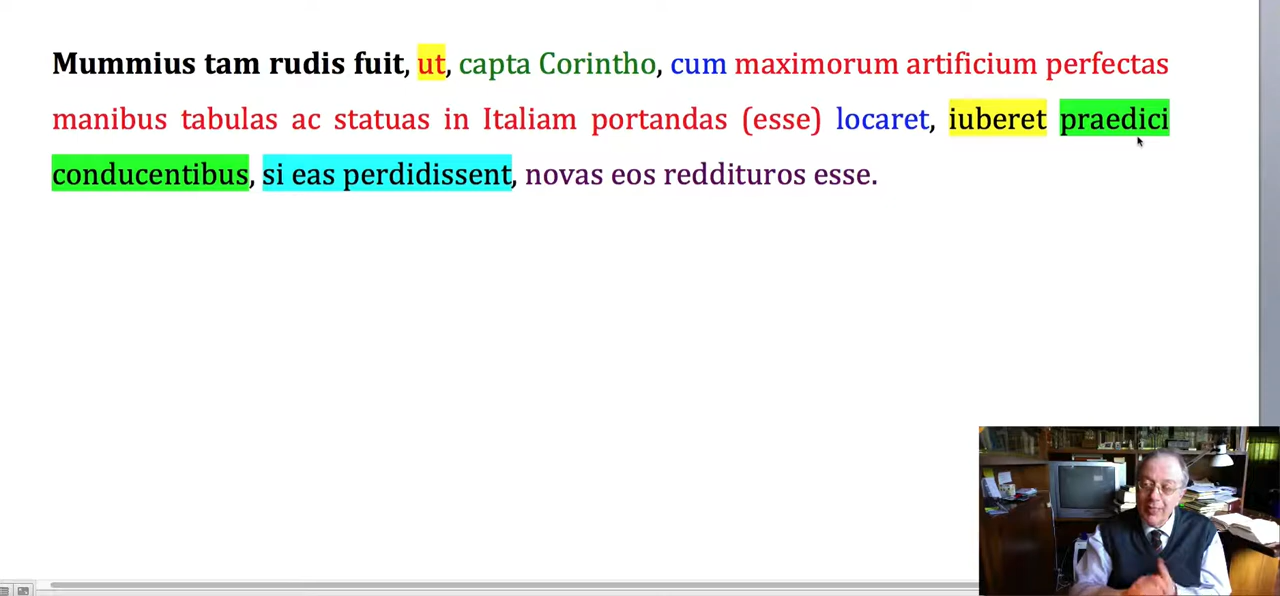 Mummius tam rudis fuit, ut, capta Corintho, cum maximorum artificium perfectas
manibus tabulas ac statuas in Italiam portandas (esse) locaret, iuberet praedici
conducentibus, si eas perdidissent, novas eos reddituros esse.